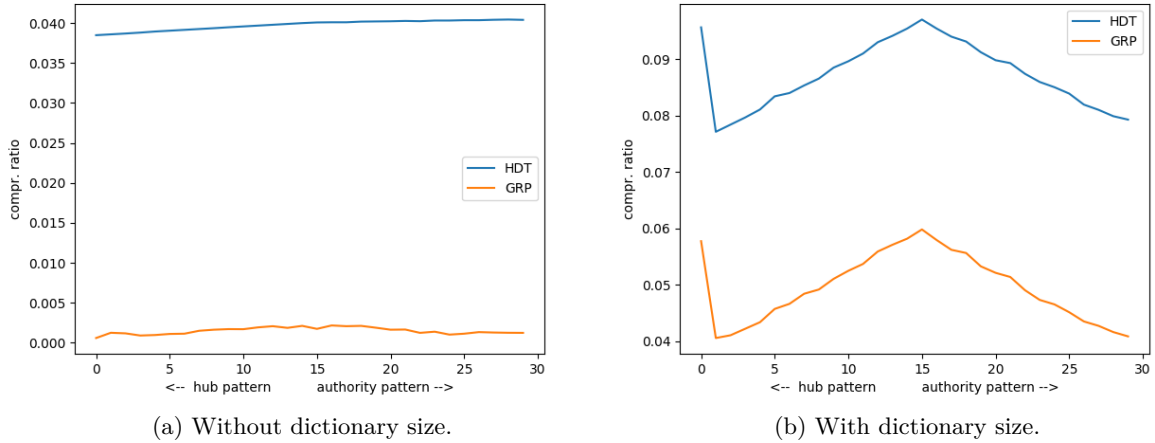 0.040
0.035
0.030
0.025
0.020
0.015
0.010
0.005
0.000
compr. ratio
HDT
GRP
0 5 10 15 20 25 30
<-- hub pattern authority pattern -->
(a) Without dictionary size.
0.09
0.08
0.07
0.06
0.05
0.04
compr. ratio
HDT
GRP
0 5 10 15 20 25 30
<-- hub pattern authority pattern -->
(b) With dictionary size.